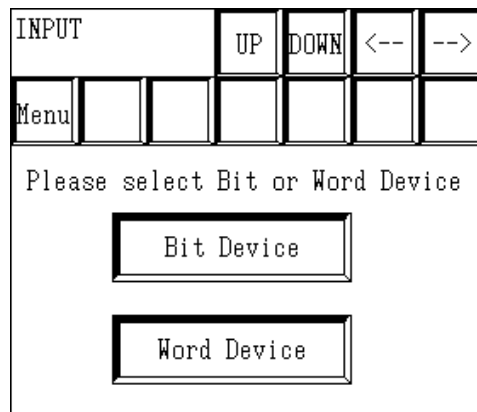 INPUT UP DOWN <-- -->
Menu
Please select Bit or Word Device
Bit Device
Word Device